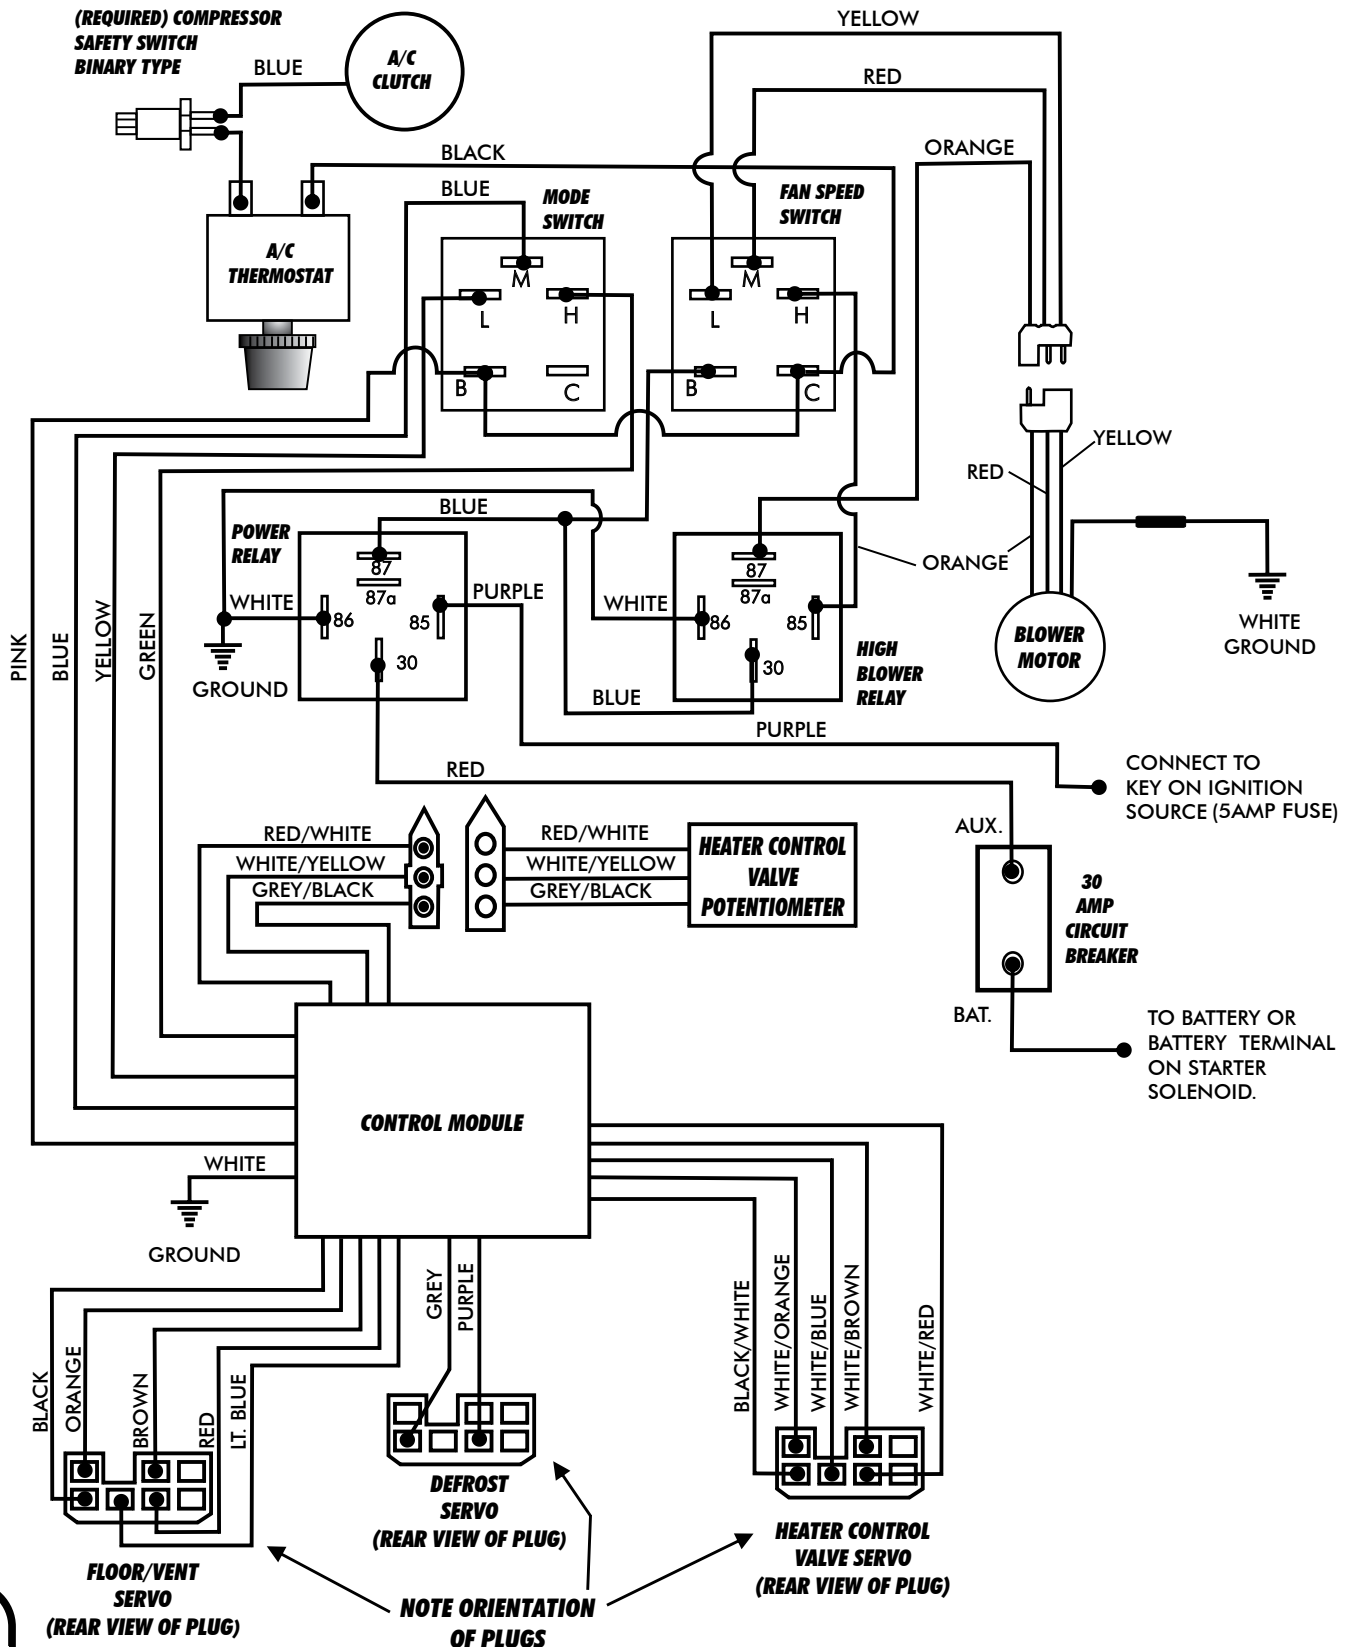 (REQUIRED) COMPRESSOR
SAFETY SWITCH
BINARY TYPE
BLUE
A/C
CLUTCH
YELLOW
RED
ORANGE
BLACK
BLUE
MODE
SWITCH
FAN SPEED
SWITCH
A/C
THERMOSTAT
M
L
H
B
C
M
L
H
B
C
YELLOW
RED
ORANGE
BLUE
POWER
RELAY
87
87a
86
85
30
WHITE
PURPLE
GROUND
WHITE
87
87a
86
85
30
HIGH
BLOWER
RELAY
BLUE
BLOWER
MOTOR
WHITE
GROUND
PINK
BLUE
YELLOW
GREEN
PURPLE
RED
CONNECT TO
KEY ON IGNITION
SOURCE (5AMP FUSE)
AUX.
30
AMP
CIRCUIT
BREAKER
BAT.
TO BATTERY OR
BATTERY TERMINAL
ON STARTER
SOLENOID.
RED/WHITE
WHITE/YELLOW
GREY/BLACK
RED/WHITE
WHITE/YELLOW
GREY/BLACK
HEATER CONTROL
VALVE
POTENTIOMETER
CONTROL MODULE
WHITE
GROUND
BLACK
ORANGE
BROWN
RED
LT. BLUE
GREY
PURPLE
BLACK/WHITE
WHITE/ORANGE
WHITE/BLUE
WHITE/BROWN
WHITE/RED
DEFROST
SERVO
(REAR VIEW OF PLUG)
HEATER CONTROL
VALVE SERVO
(REAR VIEW OF PLUG)
FLOOR/VENT
SERVO
(REAR VIEW OF PLUG)
NOTE ORIENTATION
OF PLUGS